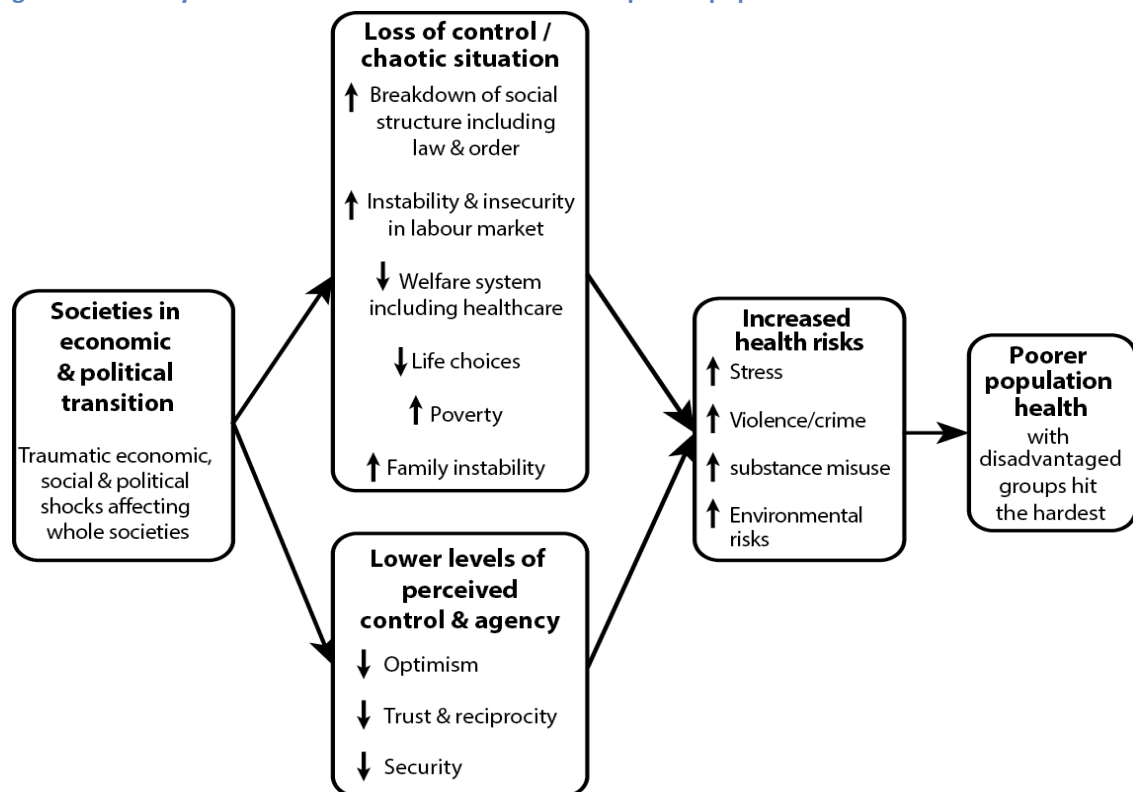 Societies in
economic
& political
transition
Traumatic economic,
social & political
shocks affecting
whole societies
Loss of control /
chaotic situation
↑ Breakdown of social
structure including
law & order
↑ Instability & insecurity
in labour market
↓ Welfare system
including healthcare
↓ Life choices
↑ Poverty
↑ Family instability
Lower levels of
perceived
control & agency
↓ Optimism
↓ Trust & reciprocity
↓ Security
Increased
health risks
↑ Stress
↑ Violence/crime
↑ substance misuse
↑ Environmental
risks
Poorer
population
health
with
disadvantaged
groups hit
the hardest